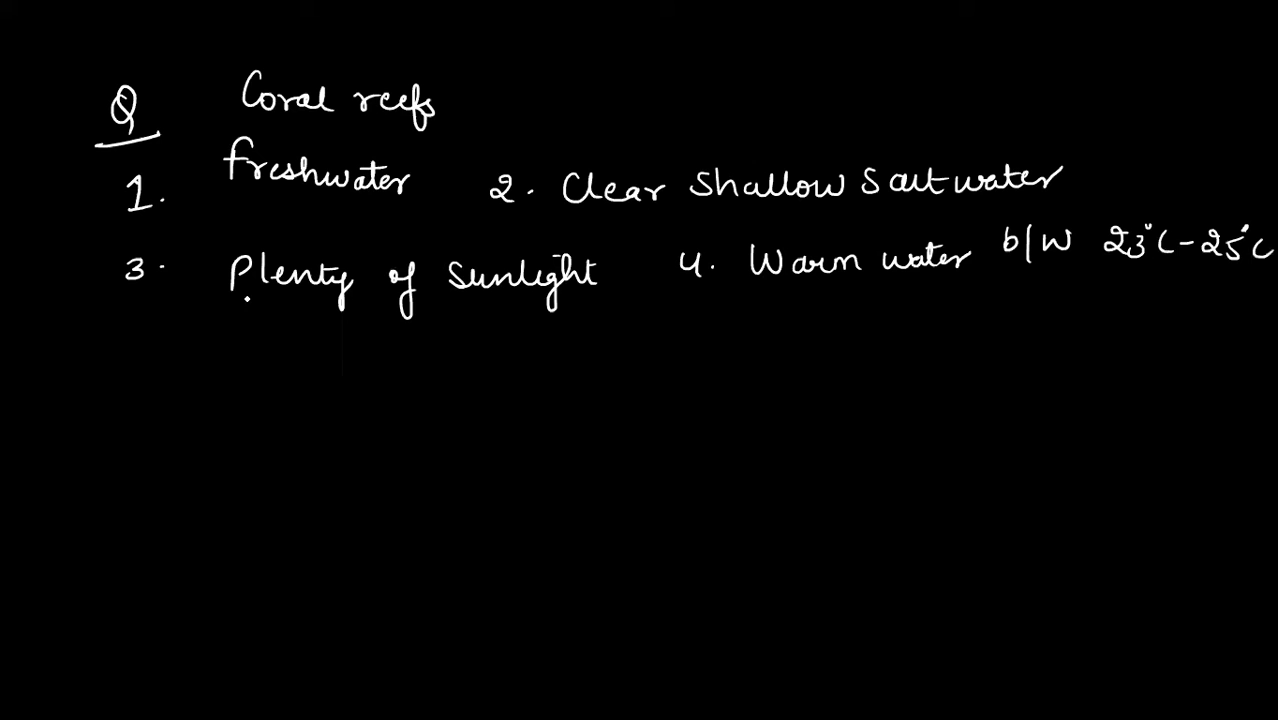 Q Coral reefs
1. freshwater 2. Clear Shallow Saltwater
3. Plenty of Sunlight 4. Warm water b/w 23°C-25°C